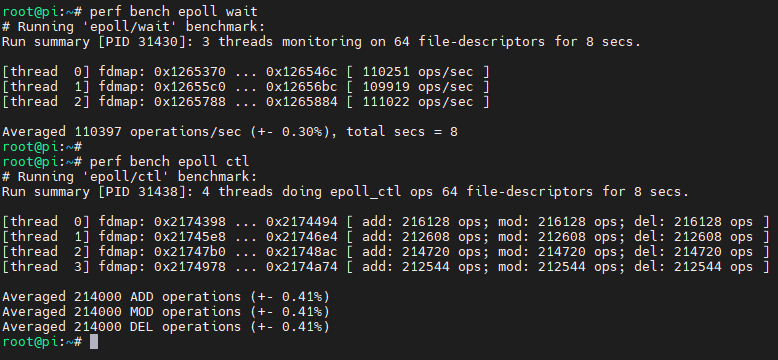 root@pi:~# perf bench epoll wait
# Running 'epoll/wait' benchmark:
Run summary [PID 31430]: 3 threads monitoring on 64 file-descriptors for 8 secs.

[thread  0] fdmap: 0x1265370 ... 0x126546c [ 110251 ops/sec ]
[thread  1] fdmap: 0x12655c0 ... 0x12656bc [ 109919 ops/sec ]
[thread  2] fdmap: 0x1265788 ... 0x1265884 [ 111022 ops/sec ]

Averaged 110397 operations/sec (+- 0.30%), total secs = 8
root@pi:~#
root@pi:~# perf bench epoll ctl
# Running 'epoll/ctl' benchmark:
Run summary [PID 31438]: 4 threads doing epoll_ctl ops 64 file-descriptors for 8 secs.

[thread  0] fdmap: 0x2174398 ... 0x2174494 [ add: 216128 ops; mod: 216128 ops; del: 216128 ops ]
[thread  1] fdmap: 0x21745e8 ... 0x21746e4 [ add: 212608 ops; mod: 212608 ops; del: 212608 ops ]
[thread  2] fdmap: 0x21747b0 ... 0x21748ac [ add: 214720 ops; mod: 214720 ops; del: 214720 ops ]
[thread  3] fdmap: 0x2174978 ... 0x2174a74 [ add: 212544 ops; mod: 212544 ops; del: 212544 ops ]

Averaged 214000 ADD operations (+- 0.41%)
Averaged 214000 MOD operations (+- 0.41%)
Averaged 214000 DEL operations (+- 0.41%)
root@pi:~#